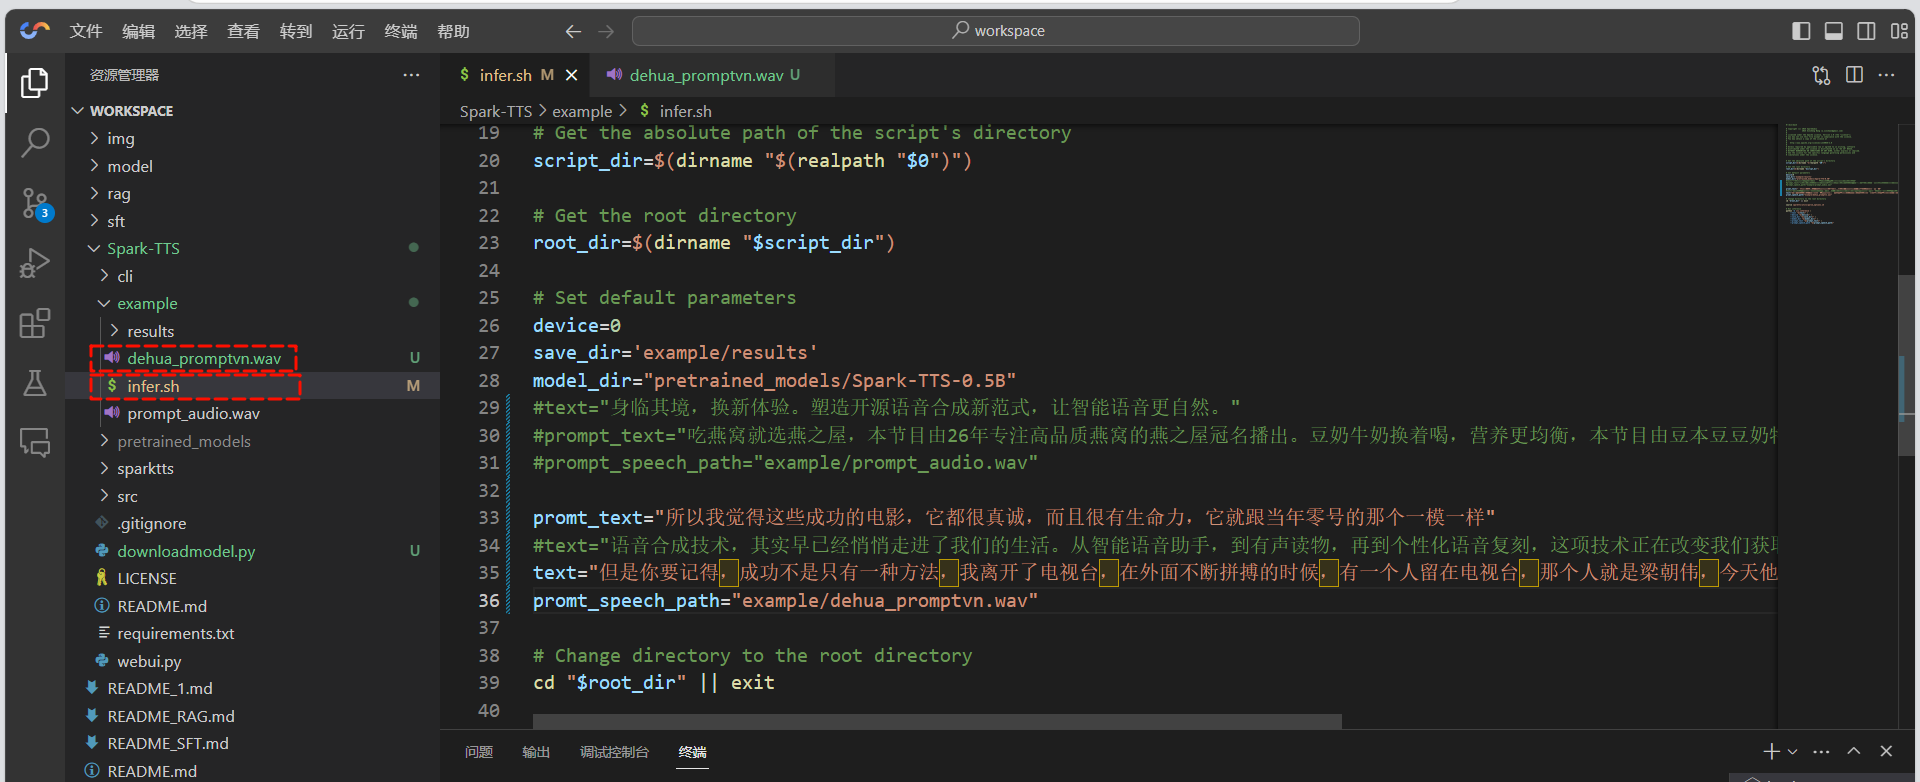 文件 编辑 选择 查看 转到 运行 终端 帮助 workspace
资源管理器
infer.sh M dehua_promptvn.wav U
WORKSPACE
Spark-TTS > example > $ infer.sh
img
model
rag
sft
Spark-TTS
cli
example
results
dehua_promptvn.wav U
$ infer.sh M
prompt_audio.wav
pretrained_models
sparktts
src
.gitignore
downloadmodel.py U
LICENSE
README.md
requirements.txt
webui.py
README_1.md
README_RAG.md
README_SFT.md
README.md
3
19 # Get the absolute path of the script's directory
20 script_dir=$(dirname "$(realpath "$0")")
21
22 # Get the root directory
23 root_dir=$(dirname "$script_dir")
24
25 # Set default parameters
26 device=0
27 save_dir='example/results'
28 model_dir="pretrained_models/Spark-TTS-0.5B"
29 #text="身临其境，换新体验。塑造开源语音合成新范式，让智能语音更自然。"
30 #prompt_text="吃燕窝就选燕之屋，本节目由26年专注高品质燕窝的燕之屋冠名播出。豆奶牛奶换着喝，营养更均衡，本节目由豆本豆豆奶
31 #prompt_speech_path="example/prompt_audio.wav"
32
33 promt_text="所以我觉得这些成功的电影，它都很真诚，而且很有生命力，它就跟当年零号的那个一模一样"
34 #text="语音合成技术，其实早已经悄悄走进了我们的生活。从智能语音助手，到有声读物，再到个性化语音复刻，这项技术正在改变我们获
35 text="但是你要记得，成功不是只有一种方法，我离开了电视台，在外面不断拼搏的时候，有一个人留在电视台，那个人就是梁朝伟，今天他
36 promt_speech_path="example/dehua_promptvn.wav"
37
38 # Change directory to the root directory
39 cd "$root_dir" || exit
40
问题 输出 调试控制台 终端